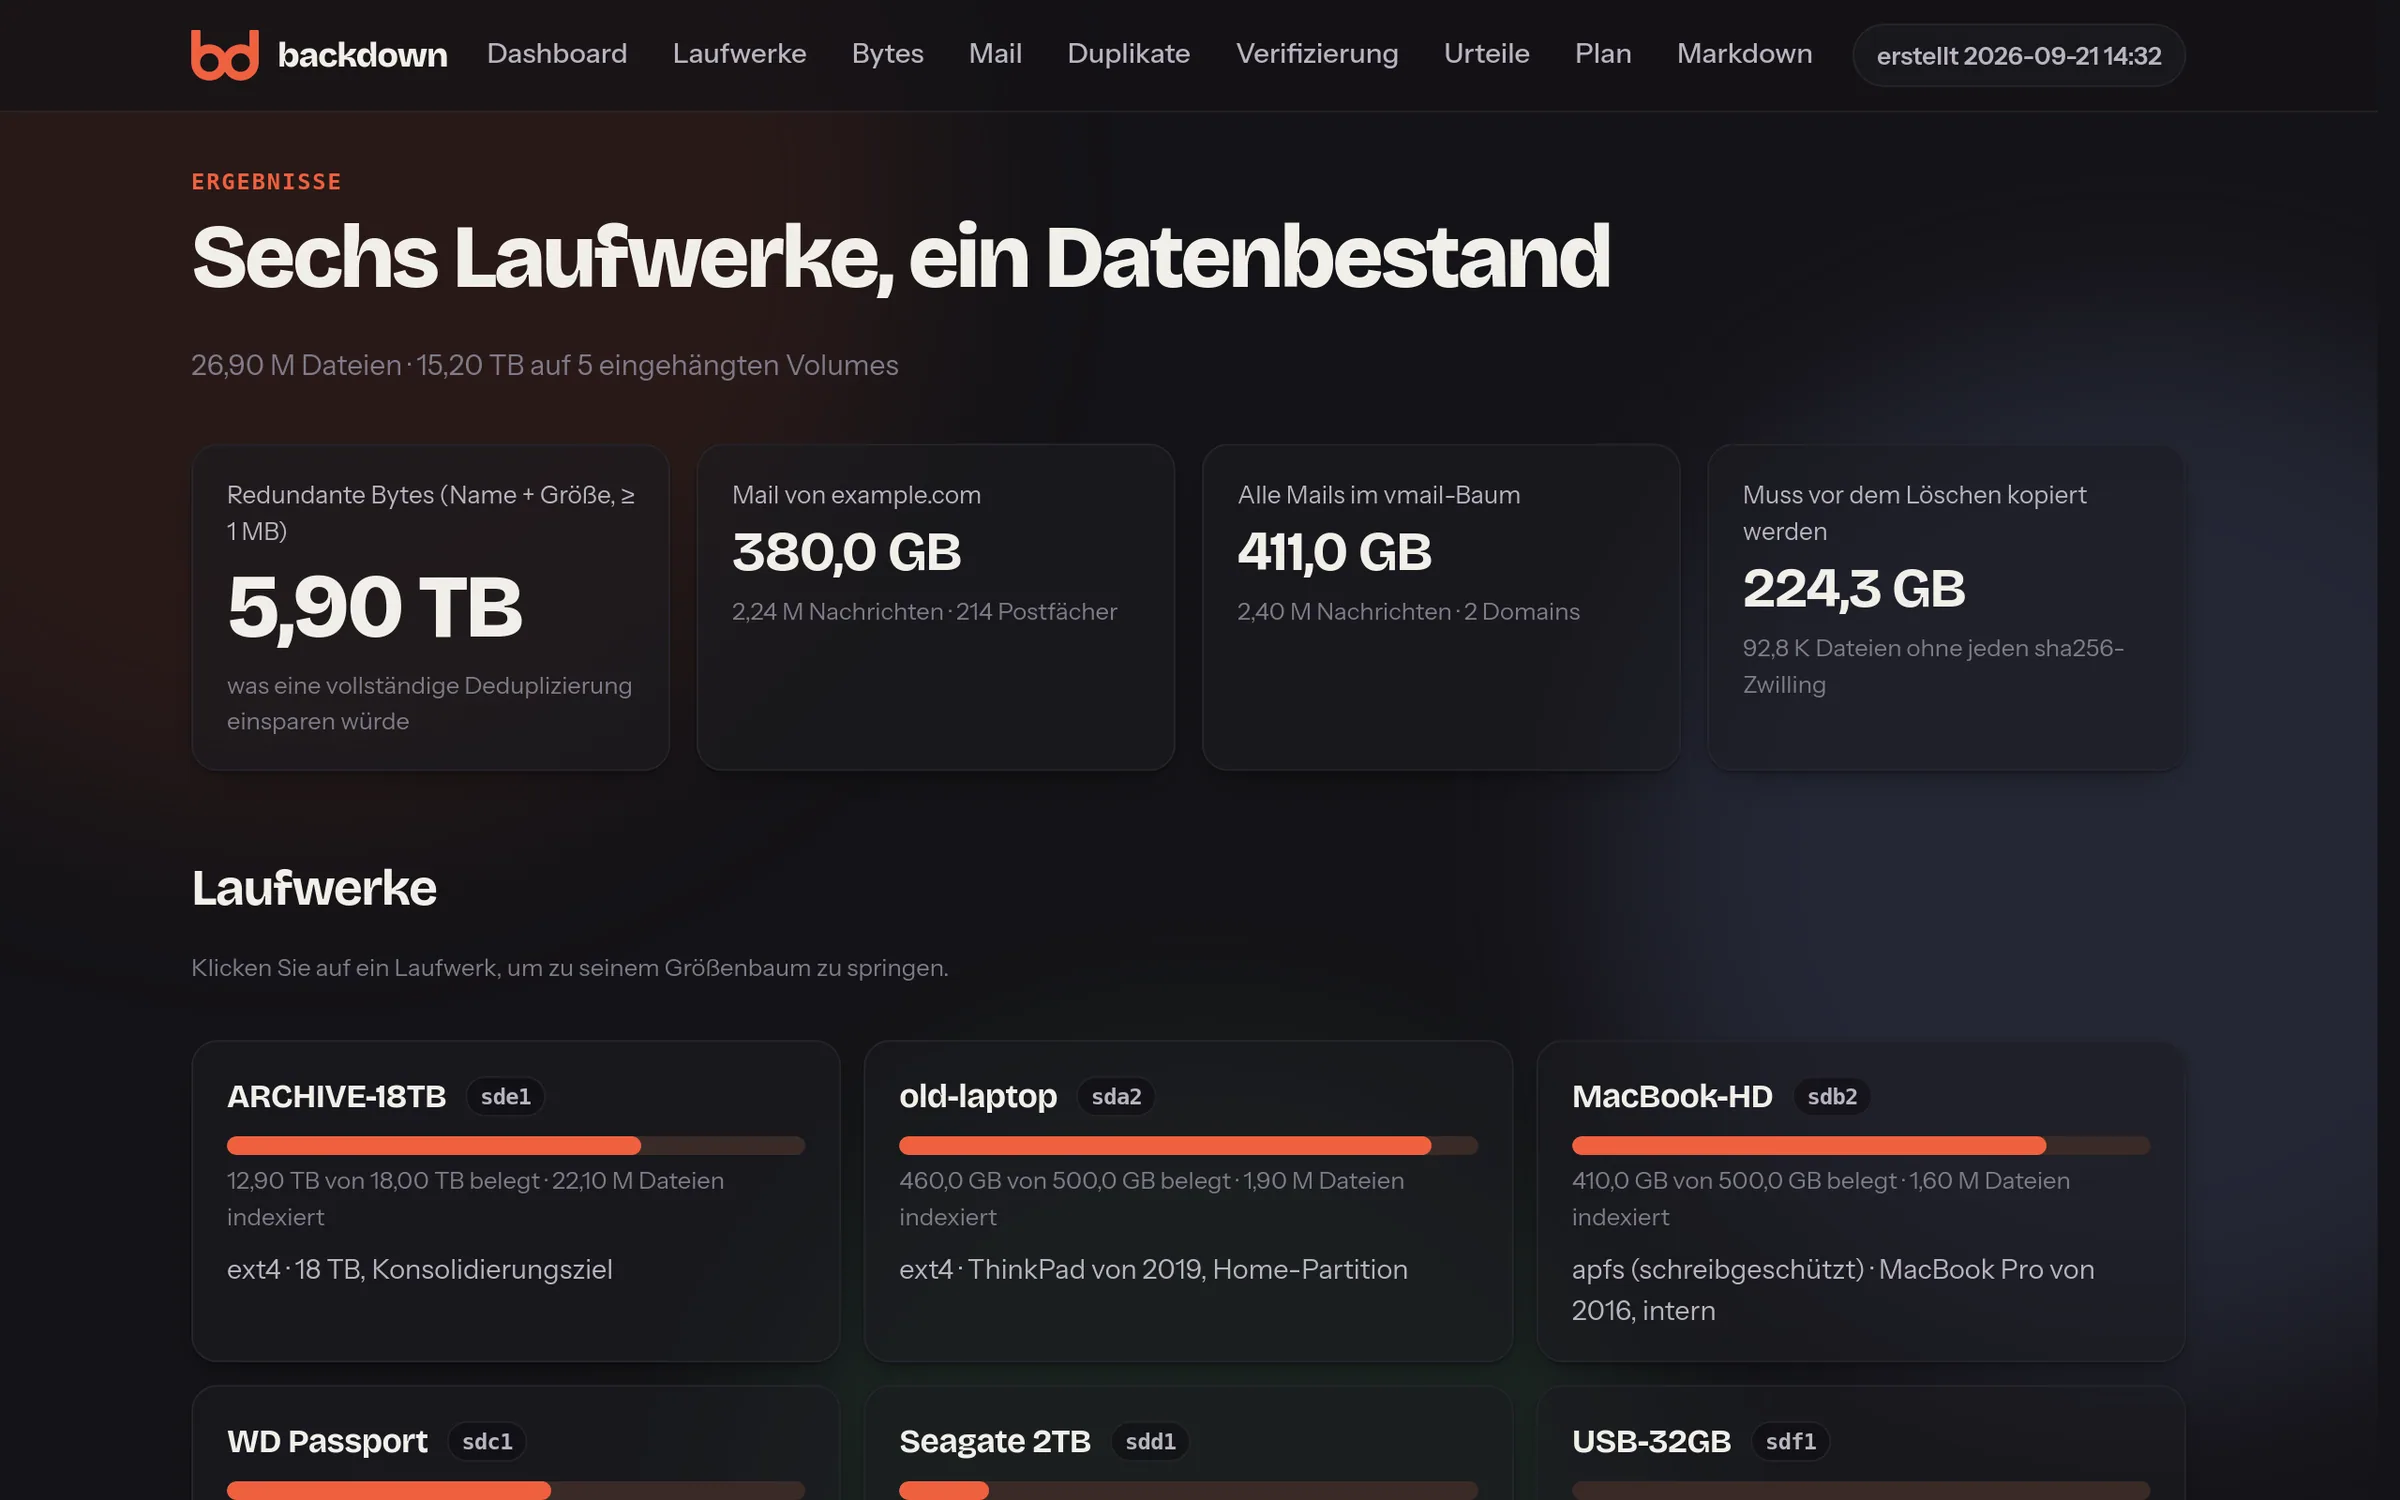 backdown
Dashboard
Laufwerke
Bytes
Mail
Duplikate
Verifizierung
Urteile
Plan
Markdown
erstellt 2026-09-21 14:32
ERGEBNISSE
Sechs Laufwerke, ein Datenbestand
26,90 M Dateien · 15,20 TB auf 5 eingehängten Volumes
Redundante Bytes (Name + Größe, ≥
1 MB)
5,90 TB
was eine vollständige Deduplizierung
einsparen würde
Mail von example.com
380,0 GB
2,24 M Nachrichten · 214 Postfächer
Alle Mails im vmail-Baum
411,0 GB
2,40 M Nachrichten · 2 Domains
Muss vor dem Löschen kopiert
werden
224,3 GB
92,8 K Dateien ohne jeden sha256-
Zwilling
Laufwerke
Klicken Sie auf ein Laufwerk, um zu seinem Größenbaum zu springen.
ARCHIVE-18TB sde1
12,90 TB von 18,00 TB belegt · 22,10 M Dateien
indexiert
ext4 · 18 TB, Konsolidierungsziel
old-laptop sda2
460,0 GB von 500,0 GB belegt · 1,90 M Dateien
indexiert
ext4 · ThinkPad von 2019, Home-Partition
MacBook-HD sdb2
410,0 GB von 500,0 GB belegt · 1,60 M Dateien
indexiert
apfs (schreibgeschützt) · MacBook Pro von
2016, intern
WD Passport sdc1
Seagate 2TB sdd1
USB-32GB sdf1